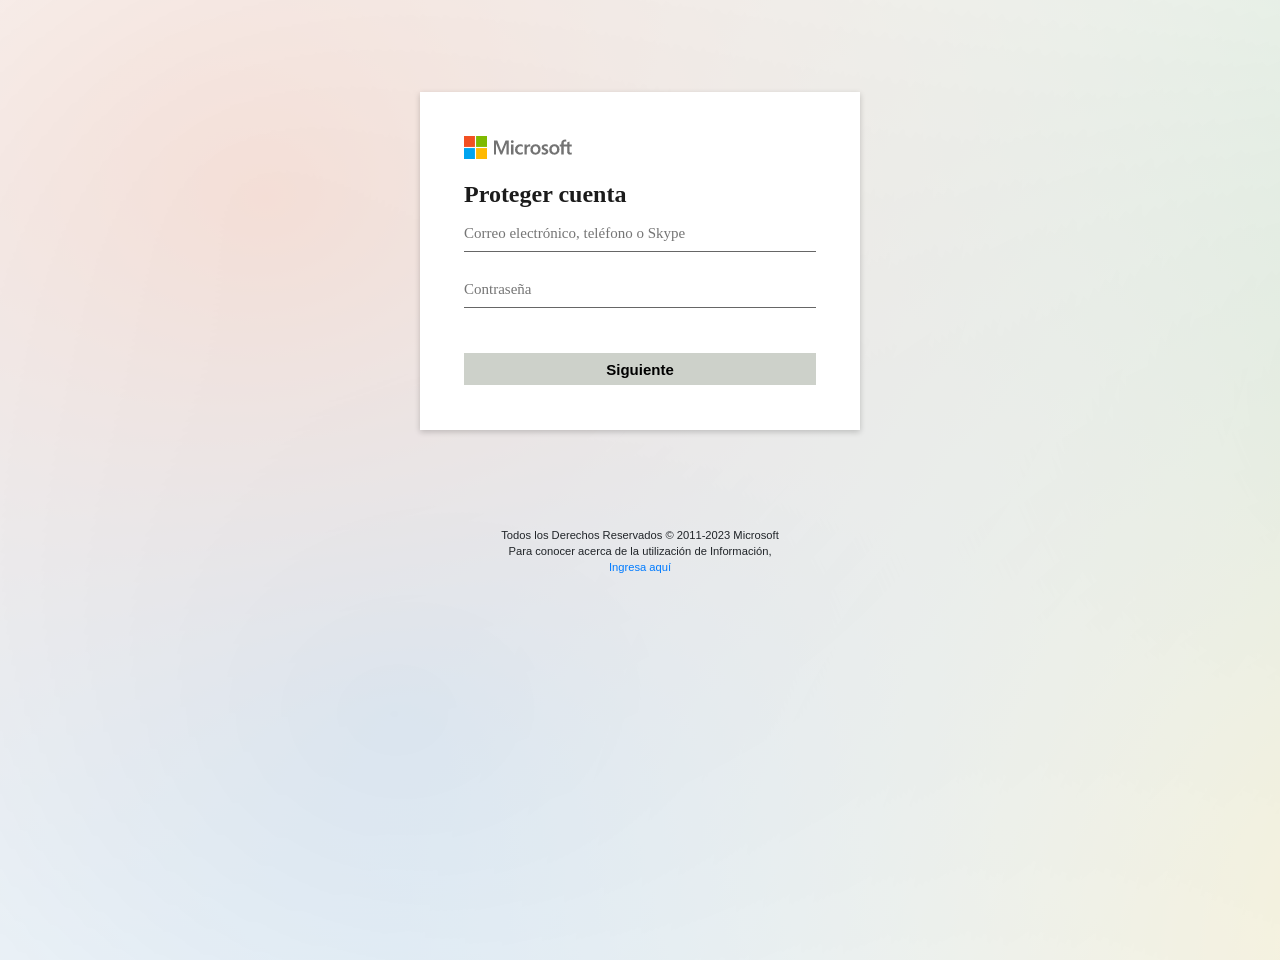 Microsoft
Proteger cuenta
Correo electrónico, teléfono o Skype
Contraseña
Siguiente
Todos los Derechos Reservados © 2011-2023 Microsoft
Para conocer acerca de la utilización de Información,
Ingresa aquí